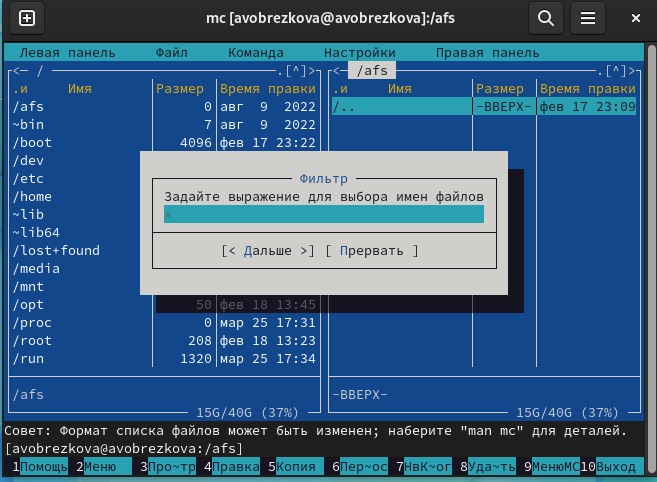 mc [avobrezkova@avobrezkova]:/afs
Левая панель Файл Команда Настройки Правая панель
<— / .[^]> <— /afs .[^]>
.и Имя Размер Время правки .и Имя Размер Время правки
/afs 0 авг 9 2022 /.. -ВВЕРХ- фев 17 23:09
~bin 7 авг 9 2022
/boot 4096 фев 17 23:22
/dev
/etc
/home
~lib
~lib64
/lost+found
/media
/mnt
/opt 50 фев 18 13:45
/proc 0 мар 25 17:31
/root 208 фев 18 13:23
/run 1320 мар 25 17:34
Фильтр
Задайте выражение для выбора имен файлов
*
[< Дальше >] [ Прервать ]
/afs -ВВЕРХ-
15G/40G (37%) 15G/40G (37%)
Совет: Формат списка файлов может быть изменен; наберите "man mc" для деталей.
[avobrezkova@avobrezkova:/afs]
1Помощь 2Меню 3Про~тр 4Правка 5Копия 6Пер~ос 7НвК~ог 8Уда~ть 9МенюМС 10Выход